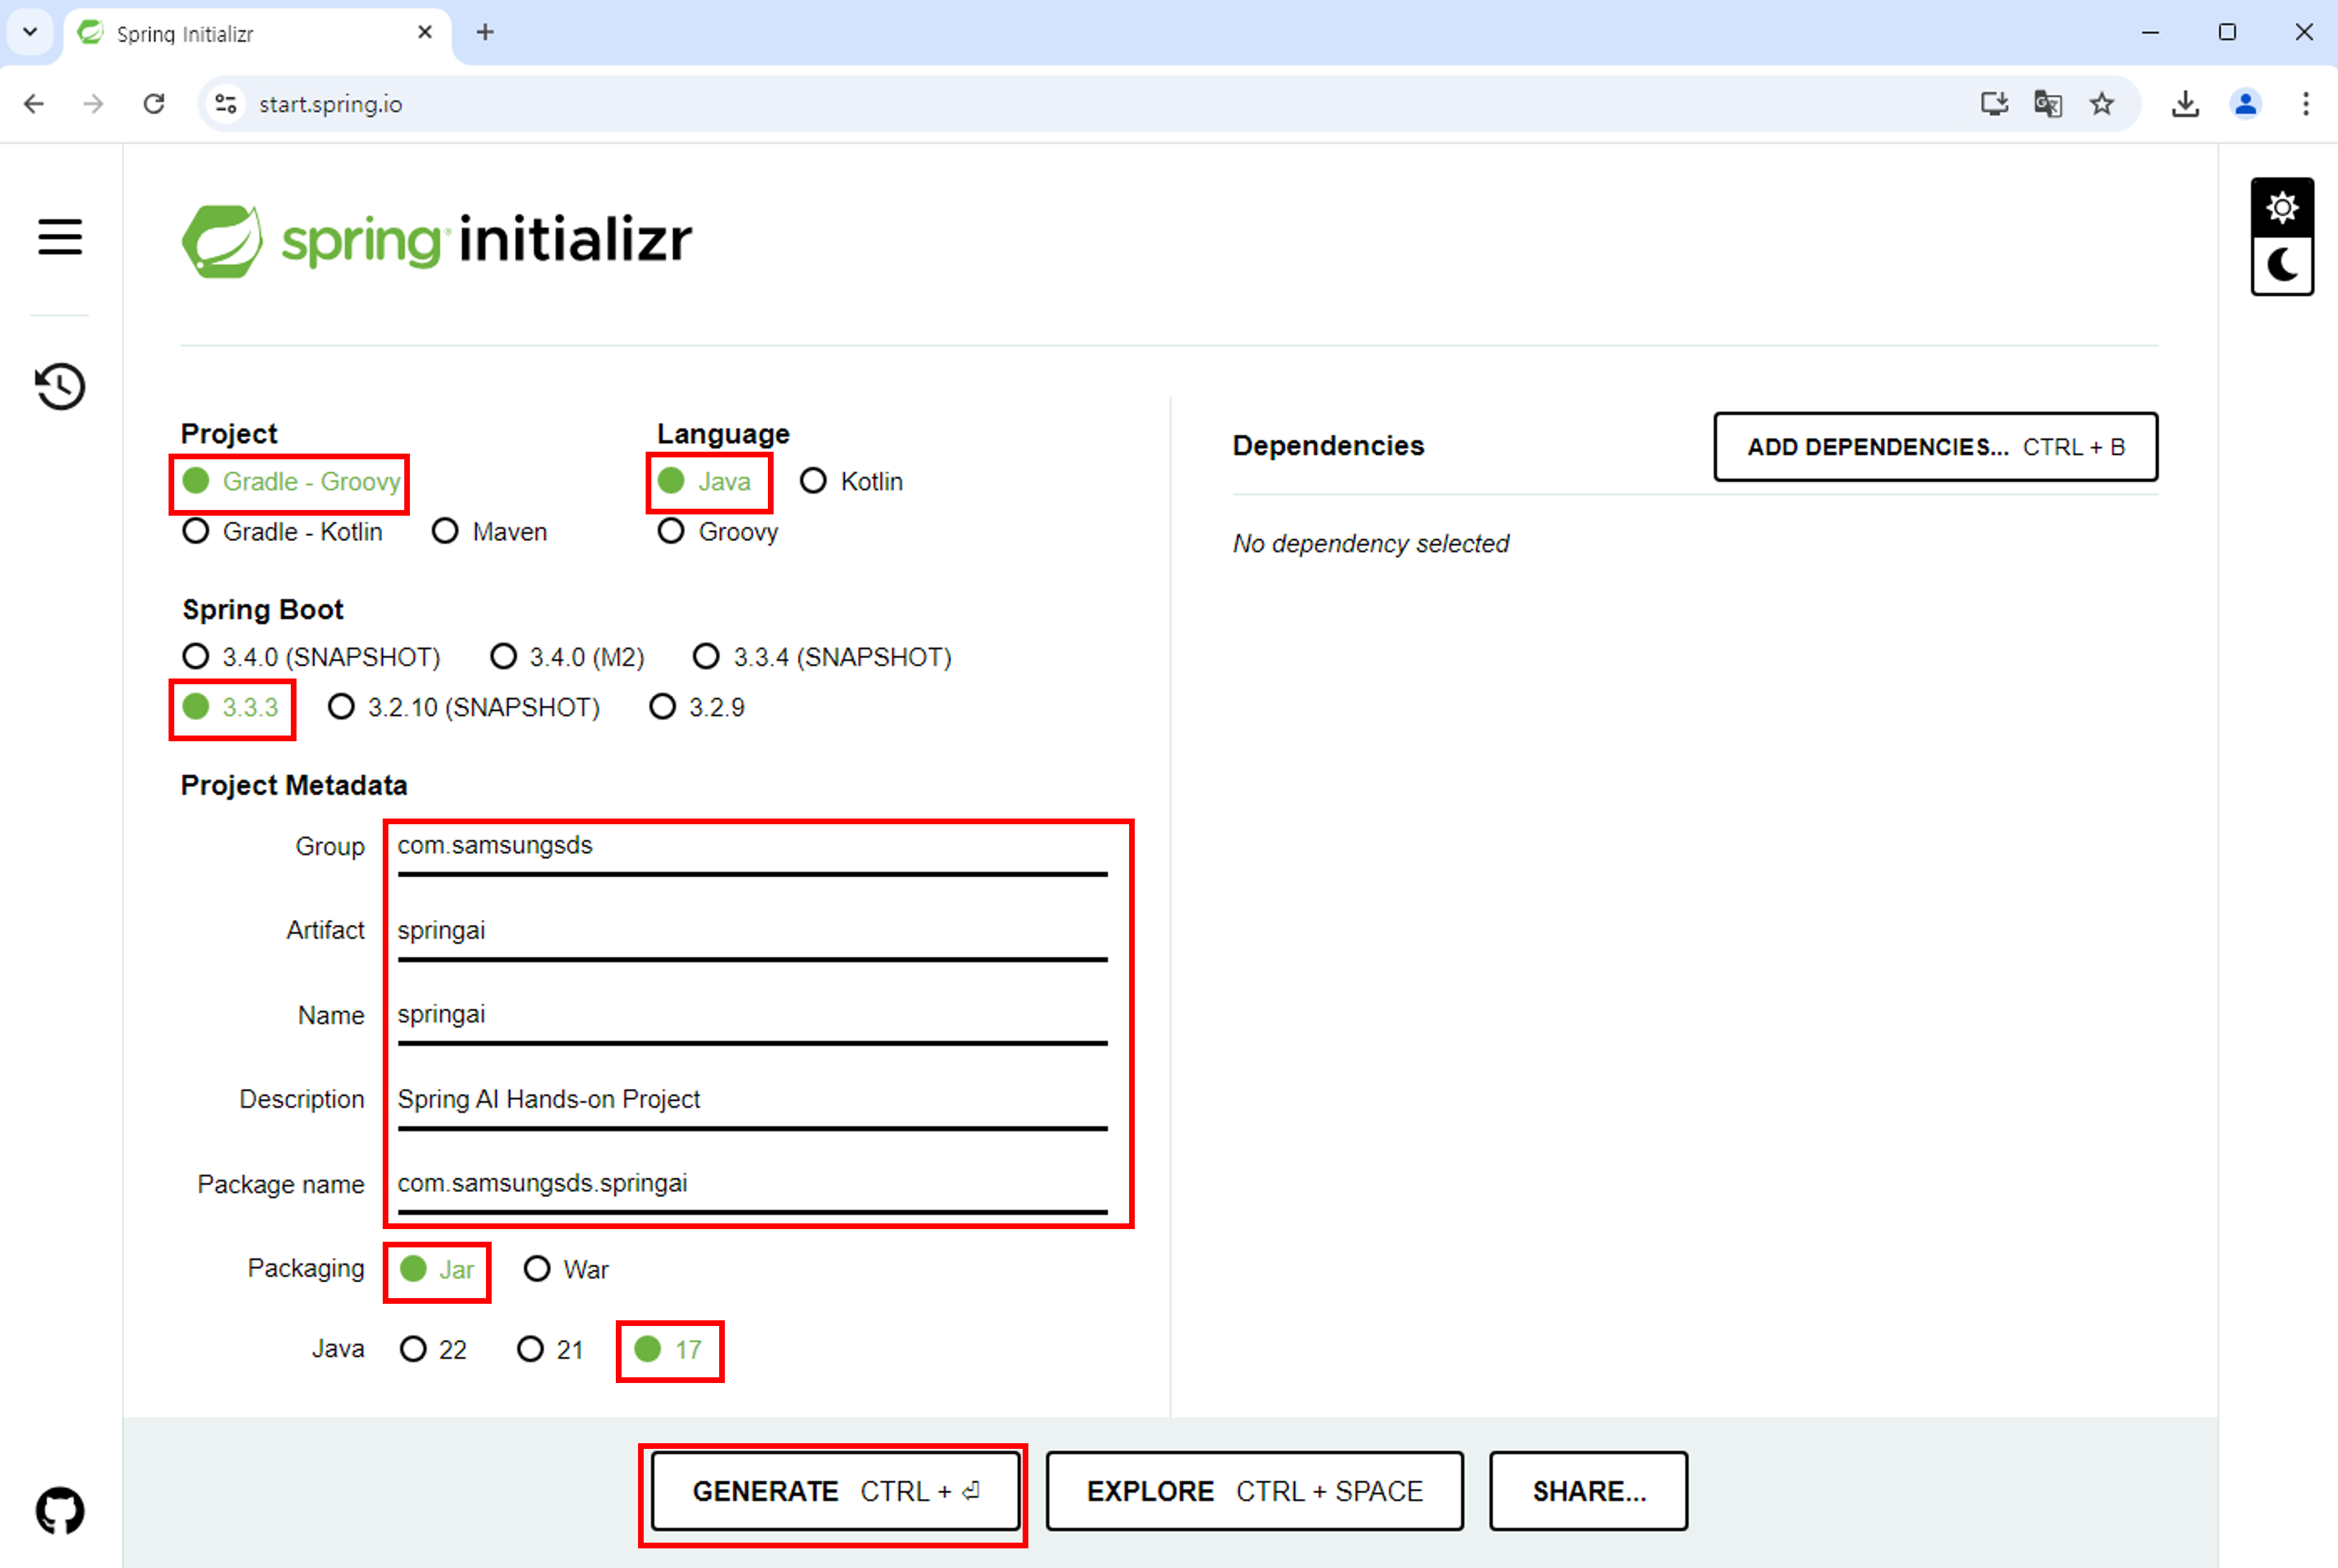 Spring Initializr
start.spring.io
spring initializr
Project
Gradle - Groovy
Gradle - Kotlin Maven
Language
Java Kotlin
Groovy
Spring Boot
3.4.0 (SNAPSHOT) 3.4.0 (M2) 3.3.4 (SNAPSHOT)
3.3.3 3.2.10 (SNAPSHOT) 3.2.9
Project Metadata
Group com.samsungsds
Artifact springai
Name springai
Description Spring AI Hands-on Project
Package name com.samsungsds.springai
Packaging Jar War
Java 22 21 17
Dependencies
ADD DEPENDENCIES... CTRL + B
No dependency selected
GENERATE CTRL + ⏎
EXPLORE CTRL + SPACE
SHARE...